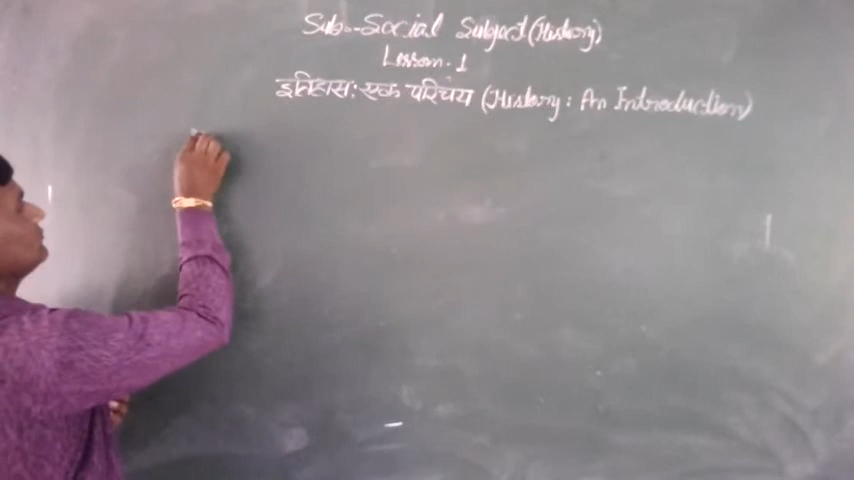 Sub:-Social Subject (History)
Lesson-1
इतिहास: एक परिचय (History: An Introduction)